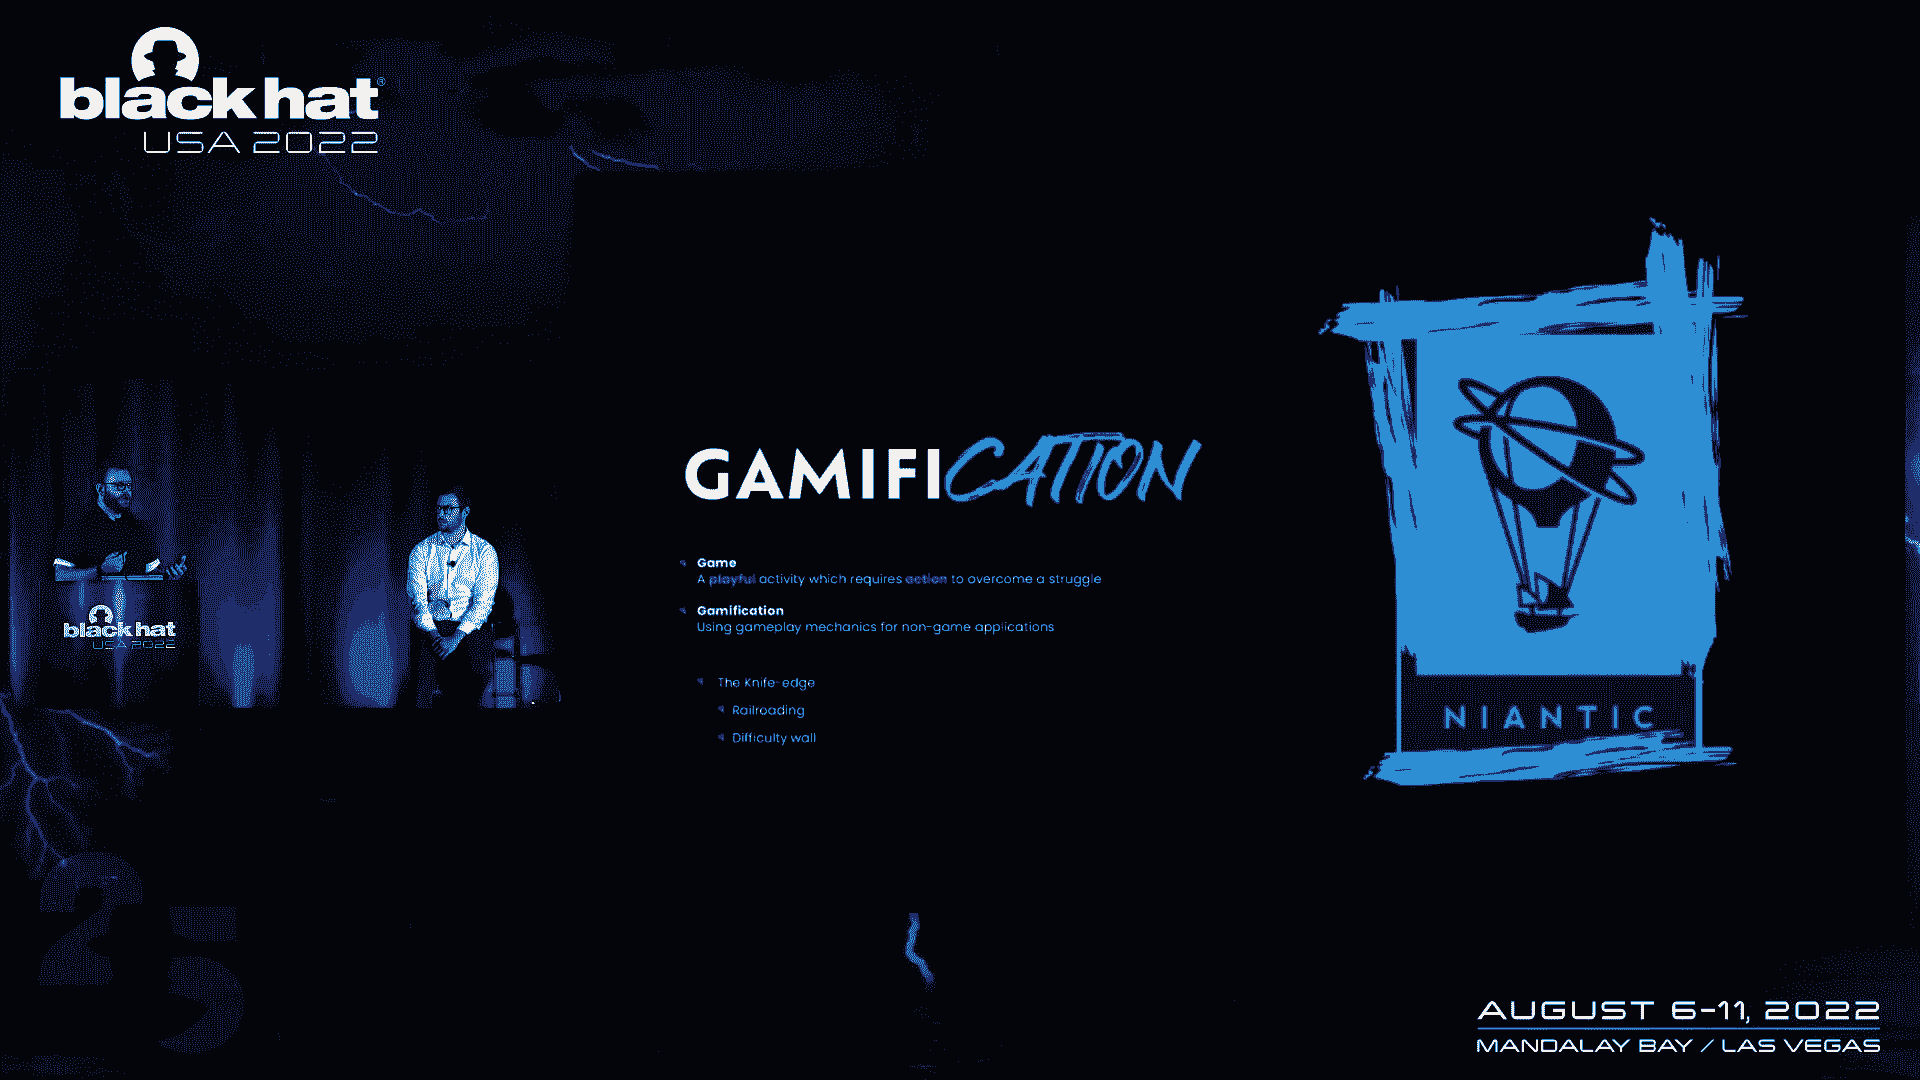 black hat®
USA 2022
GAMIFICATION
Game
A playful activity which requires action to overcome a struggle
Gamification
Using gameplay mechanics for non-game applications
The Knife-edge
Railroading
Difficulty wall
NIANTIC
black hat
USA 2022
25
AUGUST 6-11, 2022
MANDALAY BAY / LAS VEGAS